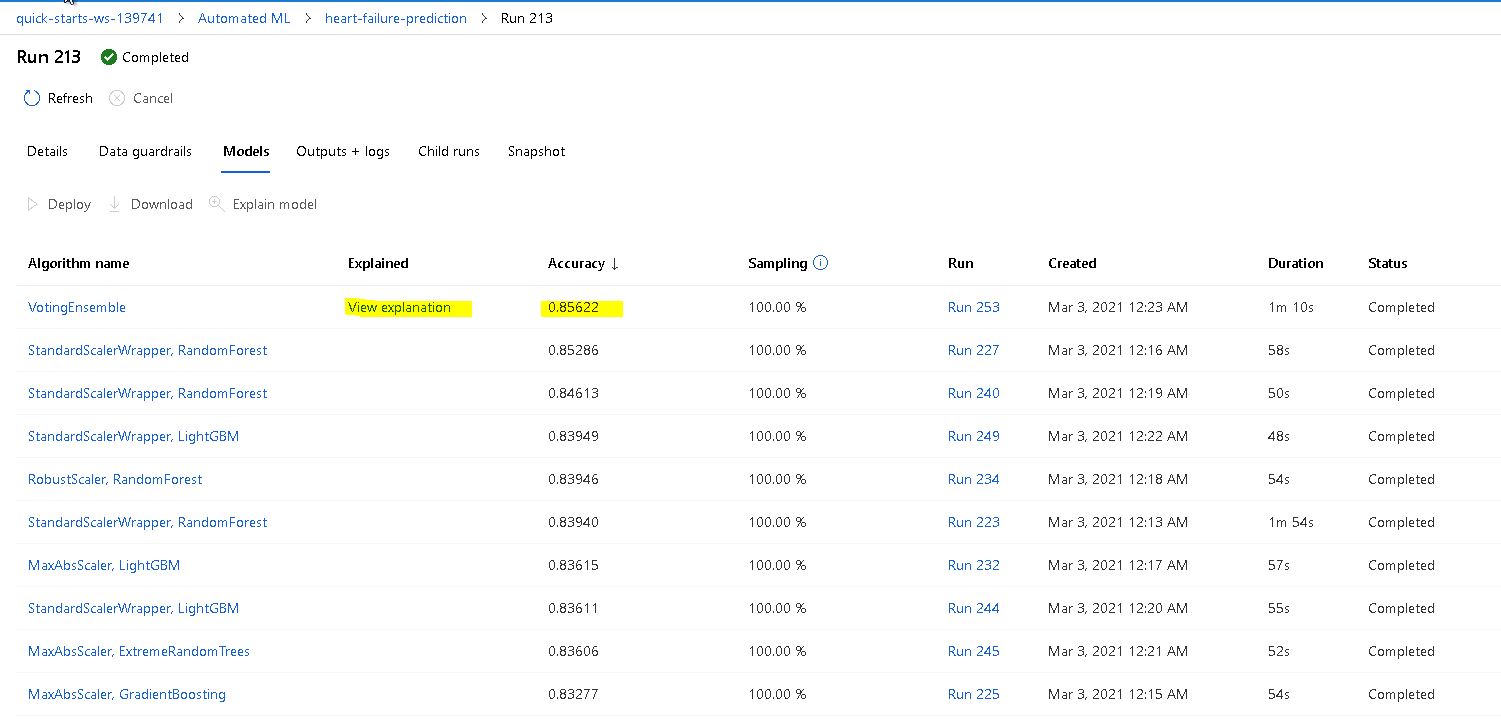 quick-starts-ws-139741 > Automated ML > heart-failure-prediction > Run 213
Run 213 Completed
Refresh Cancel
Details Data guardrails Models Outputs + logs Child runs Snapshot
Deploy Download Explain model
Algorithm name Explained Accuracy ↓ Sampling Run Created Duration Status
VotingEnsemble View explanation 0.85622 100.00 % Run 253 Mar 3, 2021 12:23 AM 1m 10s Completed
StandardScalerWrapper, RandomForest 0.85286 100.00 % Run 227 Mar 3, 2021 12:16 AM 58s Completed
StandardScalerWrapper, RandomForest 0.84613 100.00 % Run 240 Mar 3, 2021 12:19 AM 50s Completed
StandardScalerWrapper, LightGBM 0.83949 100.00 % Run 249 Mar 3, 2021 12:22 AM 48s Completed
RobustScaler, RandomForest 0.83946 100.00 % Run 234 Mar 3, 2021 12:18 AM 54s Completed
StandardScalerWrapper, RandomForest 0.83940 100.00 % Run 223 Mar 3, 2021 12:13 AM 1m 54s Completed
MaxAbsScaler, LightGBM 0.83615 100.00 % Run 232 Mar 3, 2021 12:17 AM 57s Completed
StandardScalerWrapper, LightGBM 0.83611 100.00 % Run 244 Mar 3, 2021 12:20 AM 55s Completed
MaxAbsScaler, ExtremeRandomTrees 0.83606 100.00 % Run 245 Mar 3, 2021 12:21 AM 52s Completed
MaxAbsScaler, GradientBoosting 0.83277 100.00 % Run 225 Mar 3, 2021 12:15 AM 54s Completed